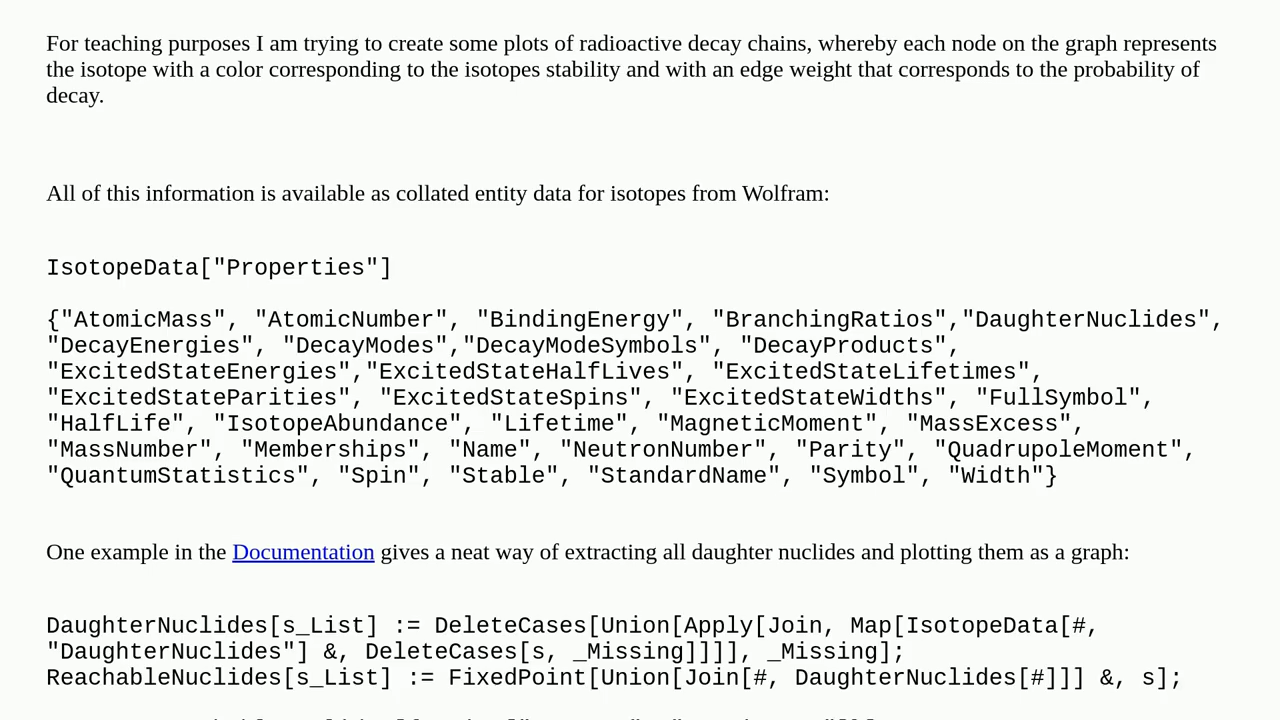 For teaching purposes I am trying to create some plots of radioactive decay chains, whereby each node on the graph represents
the isotope with a color corresponding to the isotopes stability and with an edge weight that corresponds to the probability of
decay.
All of this information is available as collated entity data for isotopes from Wolfram:
IsotopeData["Properties"]
{"AtomicMass", "AtomicNumber", "BindingEnergy", "BranchingRatios","DaughterNuclides",
"DecayEnergies", "DecayModes","DecayModeSymbols", "DecayProducts",
"ExcitedStateEnergies","ExcitedStateHalfLives", "ExcitedStateLifetimes",
"ExcitedStateParities", "ExcitedStateSpins", "ExcitedStateWidths", "FullSymbol",
"HalfLife", "IsotopeAbundance", "Lifetime", "MagneticMoment", "MassExcess",
"MassNumber", "Memberships", "Name", "NeutronNumber", "Parity", "QuadrupoleMoment",
"QuantumStatistics", "Spin", "Stable", "StandardName", "Symbol", "Width"}
One example in the Documentation gives a neat way of extracting all daughter nuclides and plotting them as a graph:
DaughterNuclides[s_List] := DeleteCases[Union[Apply[Join, Map[IsotopeData[#,
"DaughterNuclides"] &, DeleteCases[s, _Missing]]]], _Missing];
ReachableNuclides[s_List] := FixedPoint[Union[Join[#, DaughterNuclides[#]]] &, s];